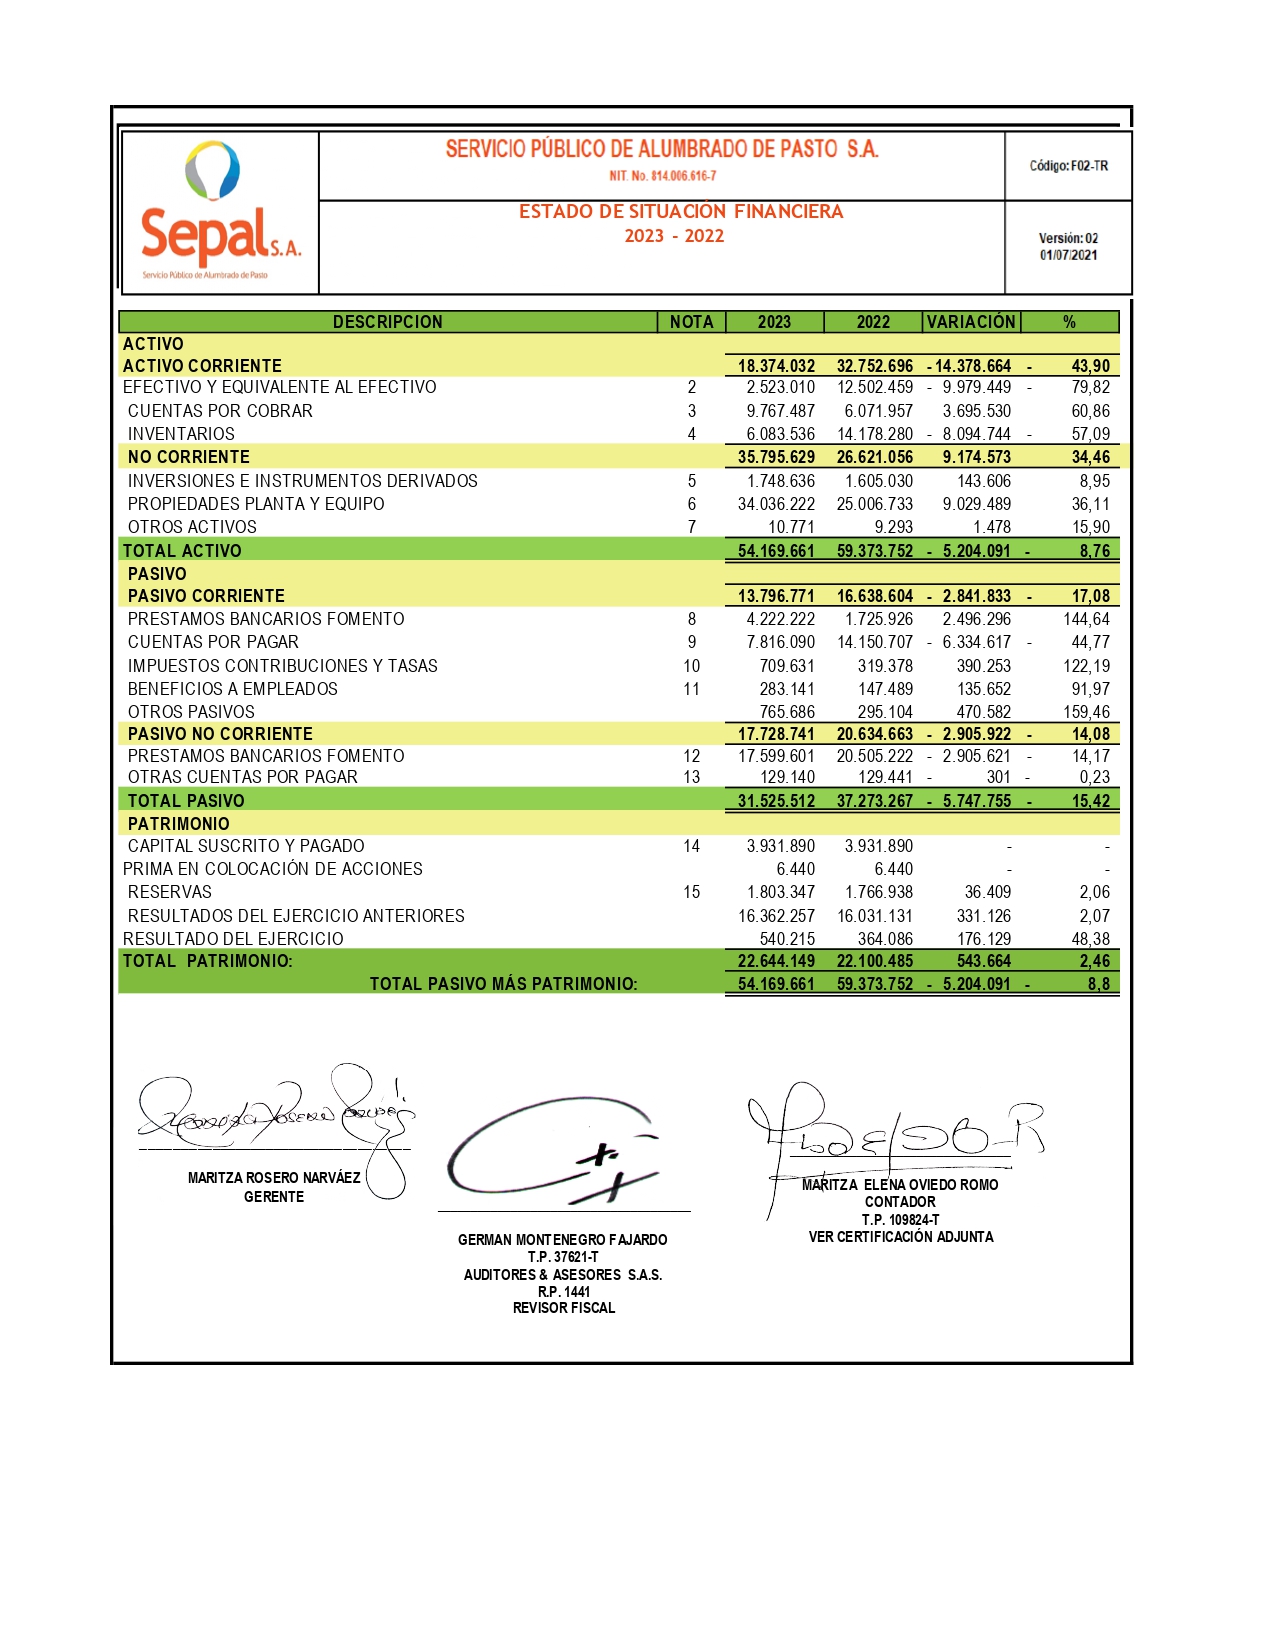 Sepal S.A.
Servicio Público de Alumbrado de Pasto
SERVICIO PÚBLICO DE ALUMBRADO DE PASTO S.A.
NIT. No. 814.006.616-7
Código: F02-TR
ESTADO DE SITUACIÓN FINANCIERA
2023 - 2022
Versión: 02
01/07/2021
DESCRIPCION NOTA 2023 2022 VARIACIÓN %
ACTIVO
ACTIVO CORRIENTE 18.374.032 32.752.696 - 14.378.664 - 43,90
EFECTIVO Y EQUIVALENTE AL EFECTIVO 2 2.523.010 12.502.459 - 9.979.449 - 79,82
CUENTAS POR COBRAR 3 9.767.487 6.071.957 3.695.530 60,86
INVENTARIOS 4 6.083.536 14.178.280 - 8.094.744 - 57,09
NO CORRIENTE 35.795.629 26.621.056 9.174.573 34,46
INVERSIONES E INSTRUMENTOS DERIVADOS 5 1.748.636 1.605.030 143.606 8,95
PROPIEDADES PLANTA Y EQUIPO 6 34.036.222 25.006.733 9.029.489 36,11
OTROS ACTIVOS 7 10.771 9.293 1.478 15,90
TOTAL ACTIVO 54.169.661 59.373.752 - 5.204.091 - 8,76
PASIVO
PASIVO CORRIENTE 13.796.771 16.638.604 - 2.841.833 - 17,08
PRESTAMOS BANCARIOS FOMENTO 8 4.222.222 1.725.926 2.496.296 144,64
CUENTAS POR PAGAR 9 7.816.090 14.150.707 - 6.334.617 - 44,77
IMPUESTOS CONTRIBUCIONES Y TASAS 10 709.631 319.378 390.253 122,19
BENEFICIOS A EMPLEADOS 11 283.141 147.489 135.652 91,97
OTROS PASIVOS 765.686 295.104 470.582 159,46
PASIVO NO CORRIENTE 17.728.741 20.634.663 - 2.905.922 - 14,08
PRESTAMOS BANCARIOS FOMENTO 12 17.599.601 20.505.222 - 2.905.621 - 14,17
OTRAS CUENTAS POR PAGAR 13 129.140 129.441 - 301 - 0,23
TOTAL PASIVO 31.525.512 37.273.267 - 5.747.755 - 15,42
PATRIMONIO
CAPITAL SUSCRITO Y PAGADO 14 3.931.890 3.931.890 - -
PRIMA EN COLOCACIÓN DE ACCIONES 6.440 6.440 - -
RESERVAS 15 1.803.347 1.766.938 36.409 2,06
RESULTADOS DEL EJERCICIO ANTERIORES 16.362.257 16.031.131 331.126 2,07
RESULTADO DEL EJERCICIO 540.215 364.086 176.129 48,38
TOTAL PATRIMONIO: 22.644.149 22.100.485 543.664 2,46
TOTAL PASIVO MÁS PATRIMONIO: 54.169.661 59.373.752 - 5.204.091 - 8,8
MARITZA ROSERO NARVÁEZ
GERENTE
GERMAN MONTENEGRO FAJARDO
T.P. 37621-T
AUDITORES & ASESORES S.A.S.
R.P. 1441
REVISOR FISCAL
MARITZA ELENA OVIEDO ROMO
CONTADOR
T.P. 109824-T
VER CERTIFICACIÓN ADJUNTA